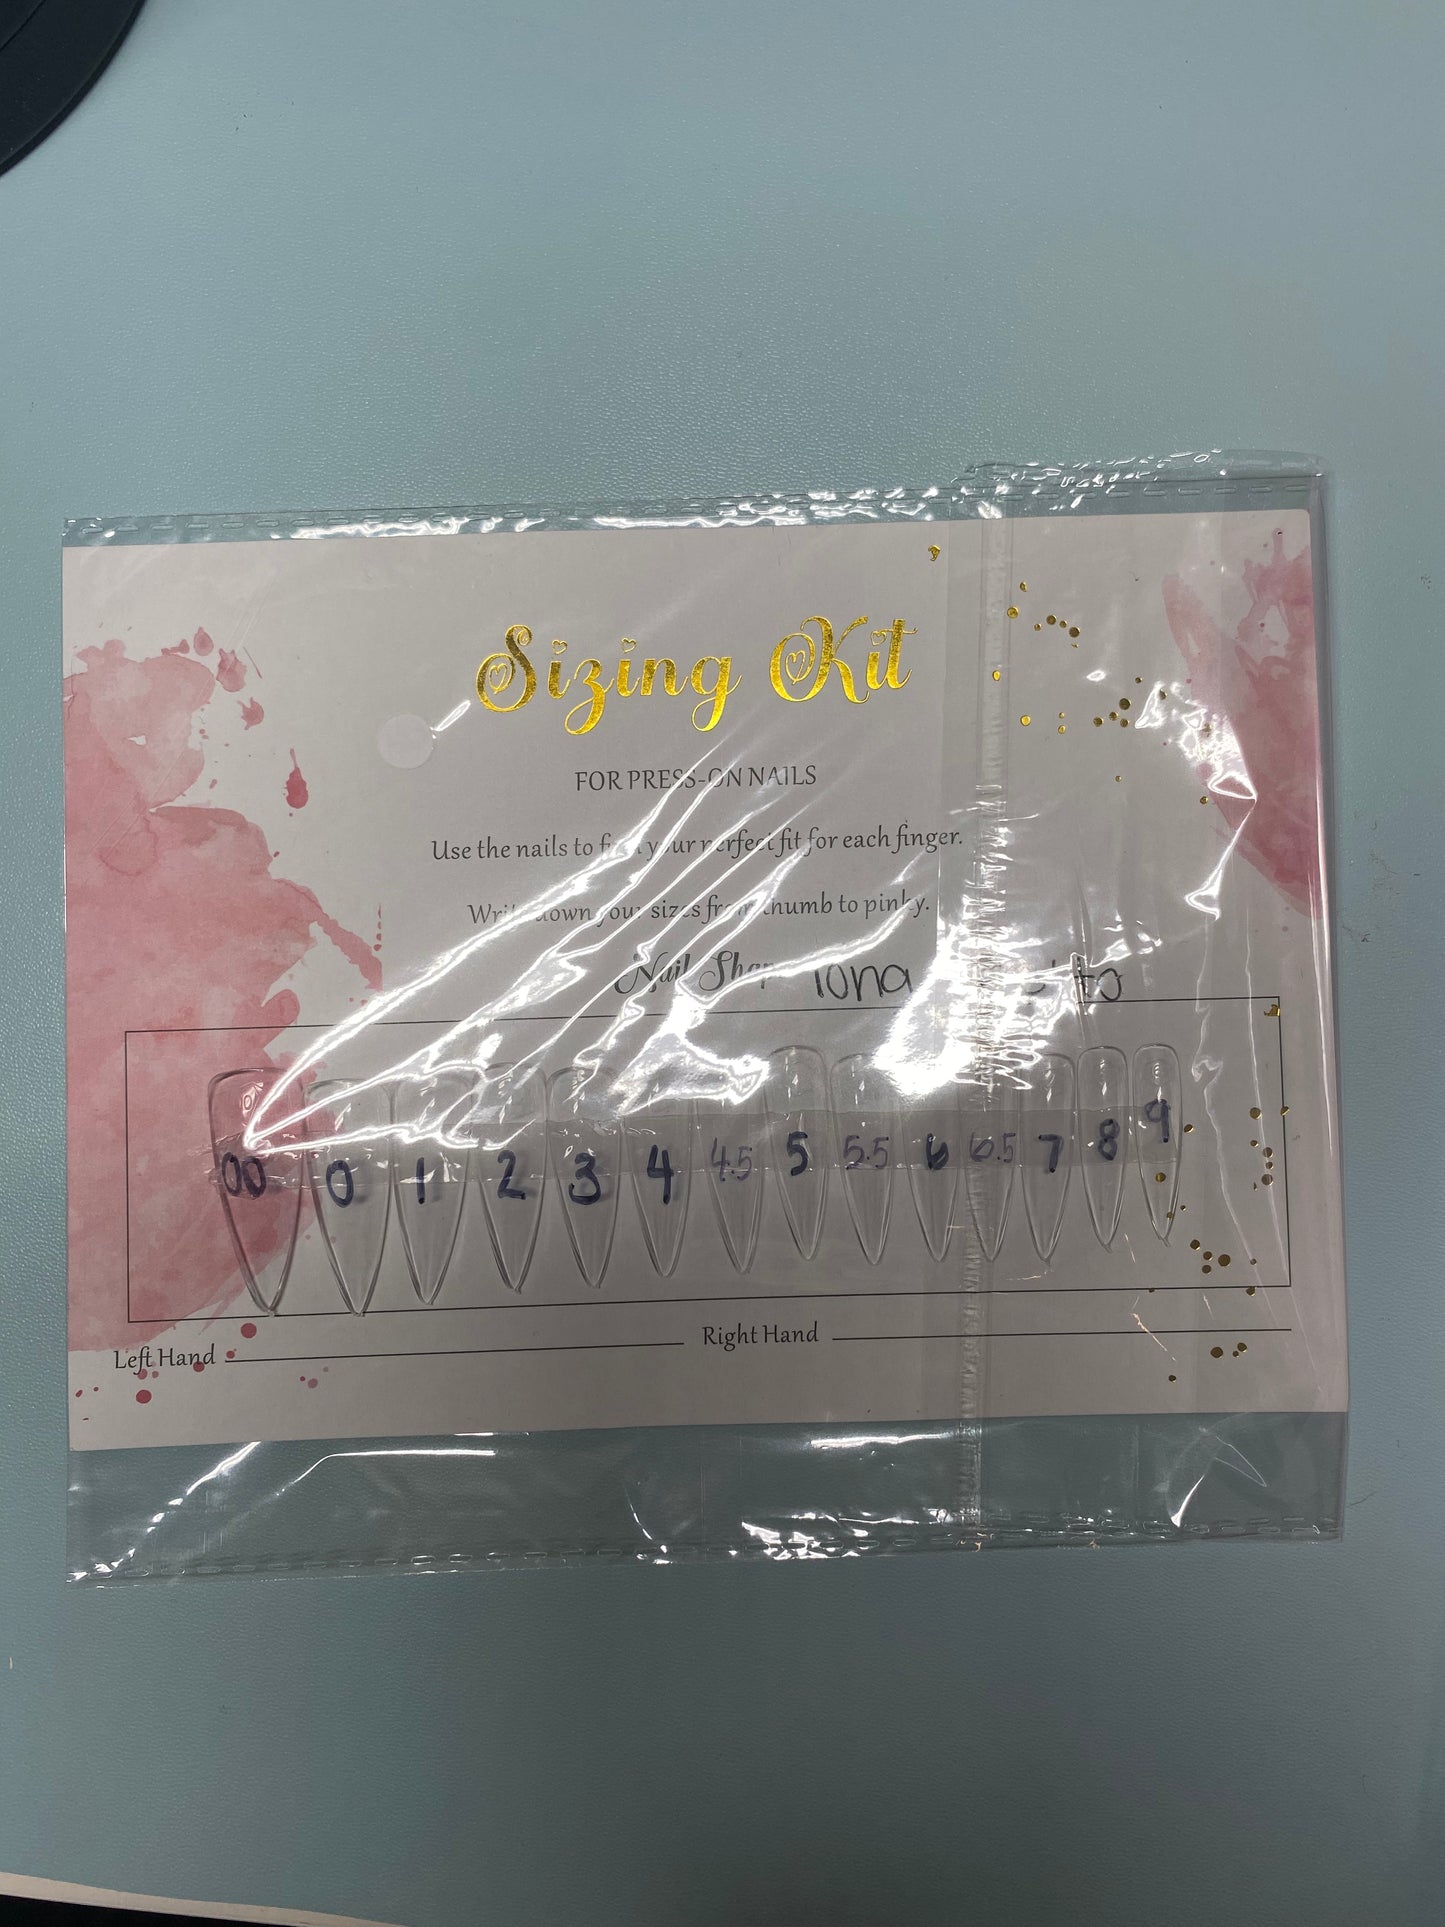 Sizing Kit
FOR PRESS-ON NAILS
Use the nails to find your perfect fit for each finger.
Write down your sizes from thumb to pinky.
Nail
00 0 1 2 3 4 4.5 5 5.5 6 6.5 7 8 9
Left Hand Right Hand